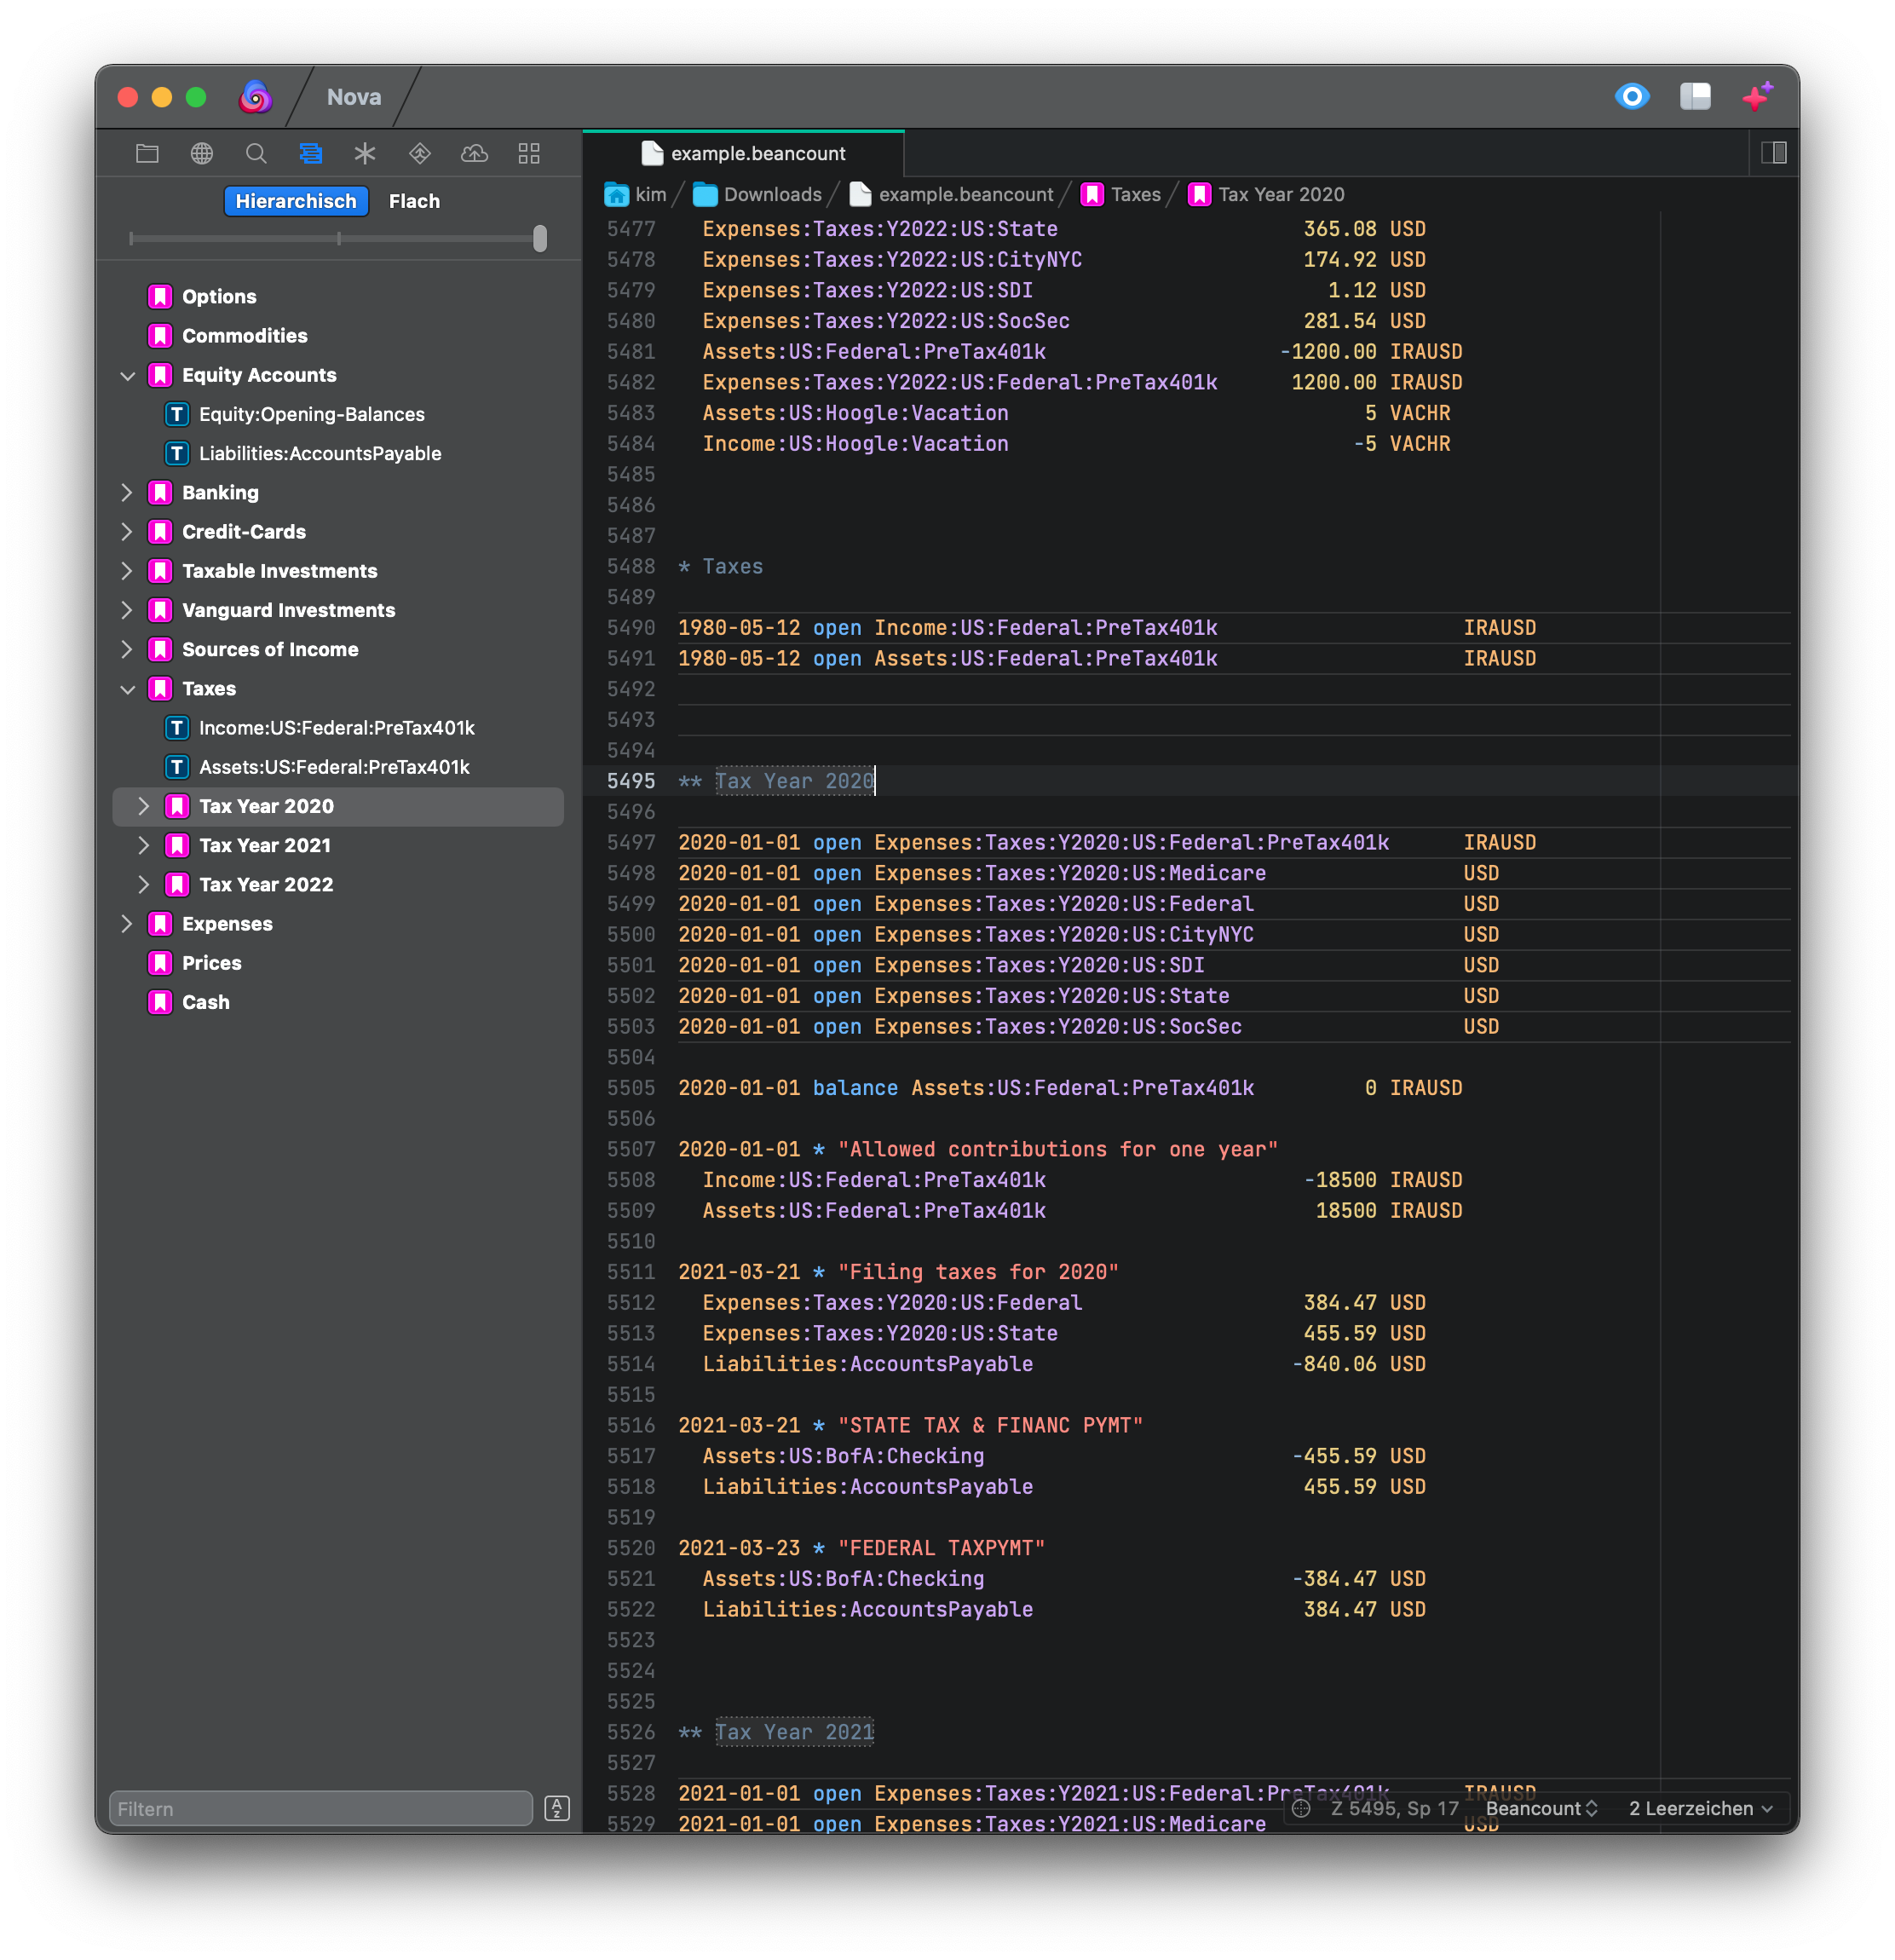 Nova
example.beancount
Hierarchisch Flach
kim Downloads example.beancount Taxes Tax Year 2020
Options
Commodities
Equity Accounts
Equity:Opening-Balances
Liabilities:AccountsPayable
Banking
Credit-Cards
Taxable Investments
Vanguard Investments
Sources of Income
Taxes
Income:US:Federal:PreTax401k
Assets:US:Federal:PreTax401k
Tax Year 2020
Tax Year 2021
Tax Year 2022
Expenses
Prices
Cash
Filtern
5477 Expenses:Taxes:Y2022:US:State 365.08 USD
5478 Expenses:Taxes:Y2022:US:CityNYC 174.92 USD
5479 Expenses:Taxes:Y2022:US:SDI 1.12 USD
5480 Expenses:Taxes:Y2022:US:SocSec 281.54 USD
5481 Assets:US:Federal:PreTax401k -1200.00 IRAUSD
5482 Expenses:Taxes:Y2022:US:Federal:PreTax401k 1200.00 IRAUSD
5483 Assets:US:Hoogle:Vacation 5 VACHR
5484 Income:US:Hoogle:Vacation -5 VACHR
5485
5486
5487
5488 * Taxes
5489
5490 1980-05-12 open Income:US:Federal:PreTax401k IRAUSD
5491 1980-05-12 open Assets:US:Federal:PreTax401k IRAUSD
5492
5493
5494
5495 ** Tax Year 2020
5496
5497 2020-01-01 open Expenses:Taxes:Y2020:US:Federal:PreTax401k IRAUSD
5498 2020-01-01 open Expenses:Taxes:Y2020:US:Medicare USD
5499 2020-01-01 open Expenses:Taxes:Y2020:US:Federal USD
5500 2020-01-01 open Expenses:Taxes:Y2020:US:CityNYC USD
5501 2020-01-01 open Expenses:Taxes:Y2020:US:SDI USD
5502 2020-01-01 open Expenses:Taxes:Y2020:US:State USD
5503 2020-01-01 open Expenses:Taxes:Y2020:US:SocSec USD
5504
5505 2020-01-01 balance Assets:US:Federal:PreTax401k 0 IRAUSD
5506
5507 2020-01-01 * "Allowed contributions for one year"
5508 Income:US:Federal:PreTax401k -18500 IRAUSD
5509 Assets:US:Federal:PreTax401k 18500 IRAUSD
5510
5511 2021-03-21 * "Filing taxes for 2020"
5512 Expenses:Taxes:Y2020:US:Federal 384.47 USD
5513 Expenses:Taxes:Y2020:US:State 455.59 USD
5514 Liabilities:AccountsPayable -840.06 USD
5515
5516 2021-03-21 * "STATE TAX & FINANC PYMT"
5517 Assets:US:BofA:Checking -455.59 USD
5518 Liabilities:AccountsPayable 455.59 USD
5519
5520 2021-03-23 * "FEDERAL TAXPYMT"
5521 Assets:US:BofA:Checking -384.47 USD
5522 Liabilities:AccountsPayable 384.47 USD
5523
5524
5525
5526 ** Tax Year 2021
5527
5528 2021-01-01 open Expenses:Taxes:Y2021:US:Federal:PreTax401k IRAUSD
5529 2021-01-01 open Expenses:Taxes:Y2021:US:Medicare USD
Z 5495, Sp 17 Beancount 2 Leerzeichen